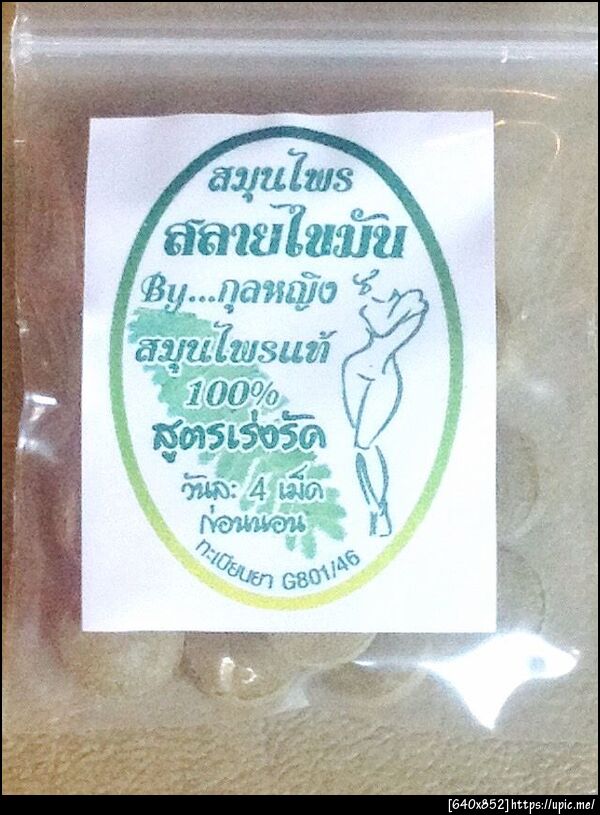 สมุนไพร
สลายไขมัน
By...กุลหญิง
สมุนไพรแท้
100%
สูตรเร่งรัด
วันละ 4 เม็ด
ก่อนนอน
ทะเบียนยา G801/46
[640x852]https://upic.me/